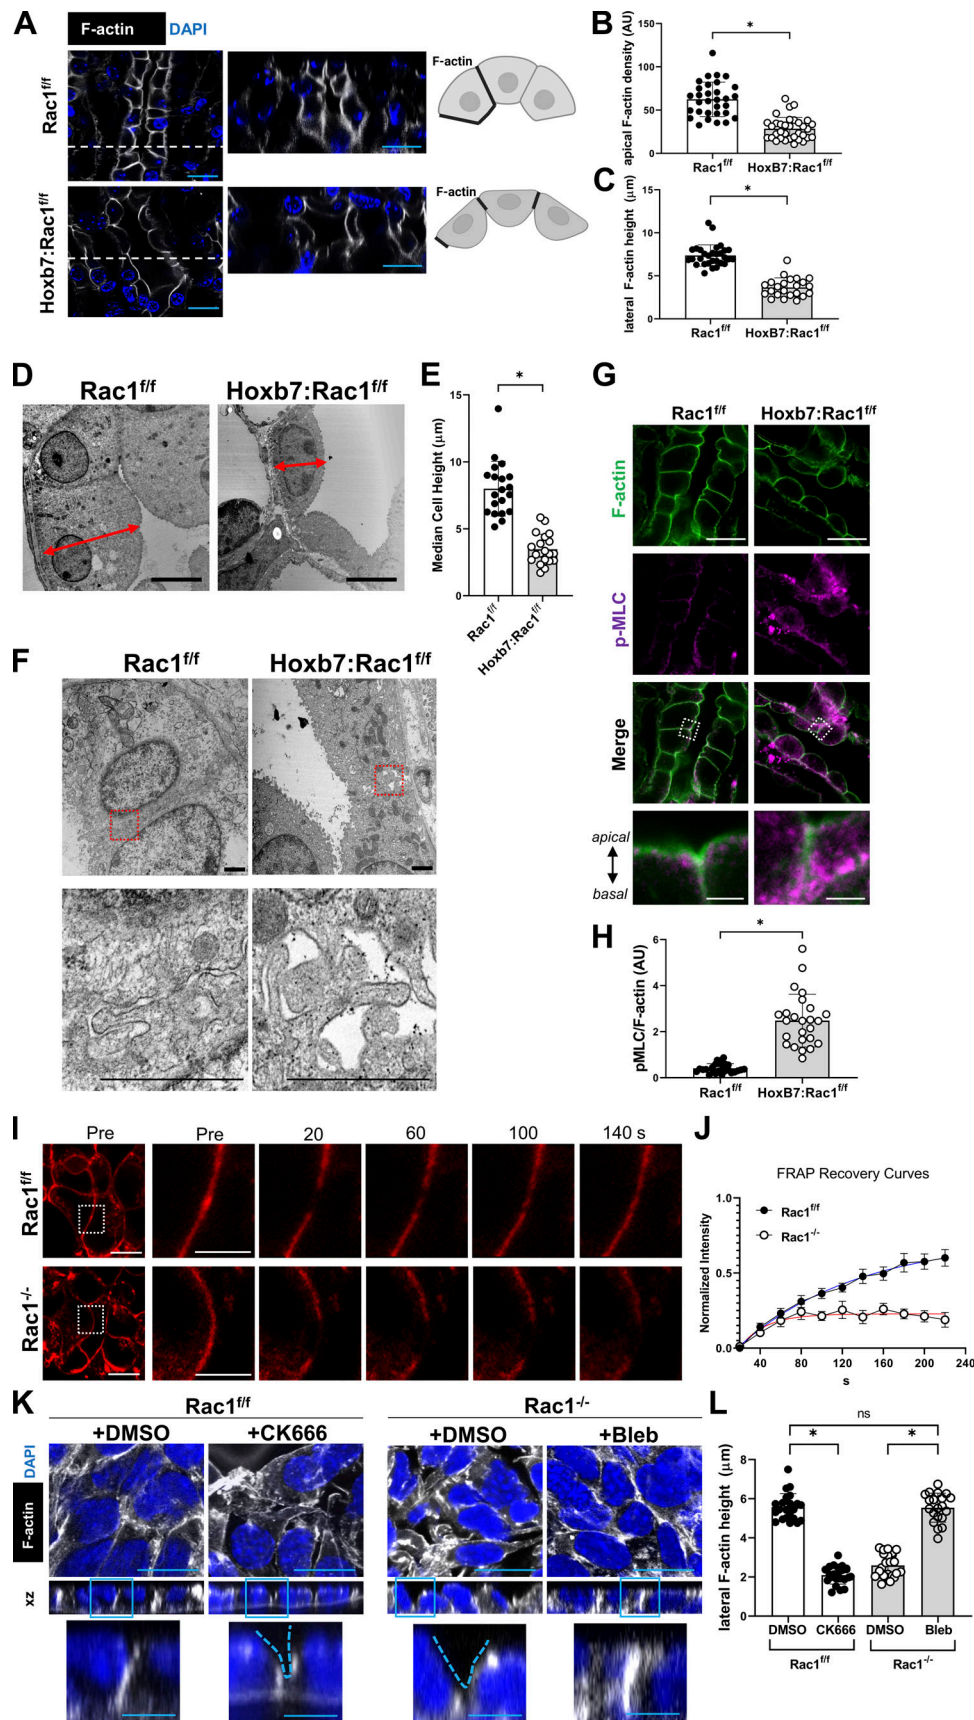 A
F-actin DAPI
Rac1f/f
Hoxb7:Rac1f/f
F-actin
F-actin
B
apical F-actin density (AU)
150
100
50
0
*
Rac1f/f HoxB7:Rac1f/f
C
lateral F-actin height (μm)
15
10
5
0
*
Rac1f/f HoxB7:Rac1f/f
D
Rac1f/f Hoxb7:Rac1f/f
E
Median Cell Height (μm)
15
10
5
0
*
Rac1f/f
Hoxb7:Rac1f/f
F
Rac1f/f Hoxb7:Rac1f/f
G
Rac1f/f Hoxb7:Rac1f/f
F-actin
p-MLC
Merge
apical
basal
H
pMLC/F-actin (AU)
6
4
2
0
*
Rac1f/f HoxB7:Rac1f/f
I
Pre Pre 20 60 100 140 s
Rac1f/f
Rac1-/-
J
FRAP Recovery Curves
Normalized Intensity
1.0
0.5
0.0
Rac1f/f
Rac1-/-
40 80 120 160 200 240
s
K
Rac1f/f Rac1-/-
+DMSO +CK666 +DMSO +Bleb
F-actin DAPI
xz
L
lateral F-actin height (μm)
8
6
4
2
0
ns
* *
DMSO CK666 DMSO Bleb
Rac1f/f Rac1-/-